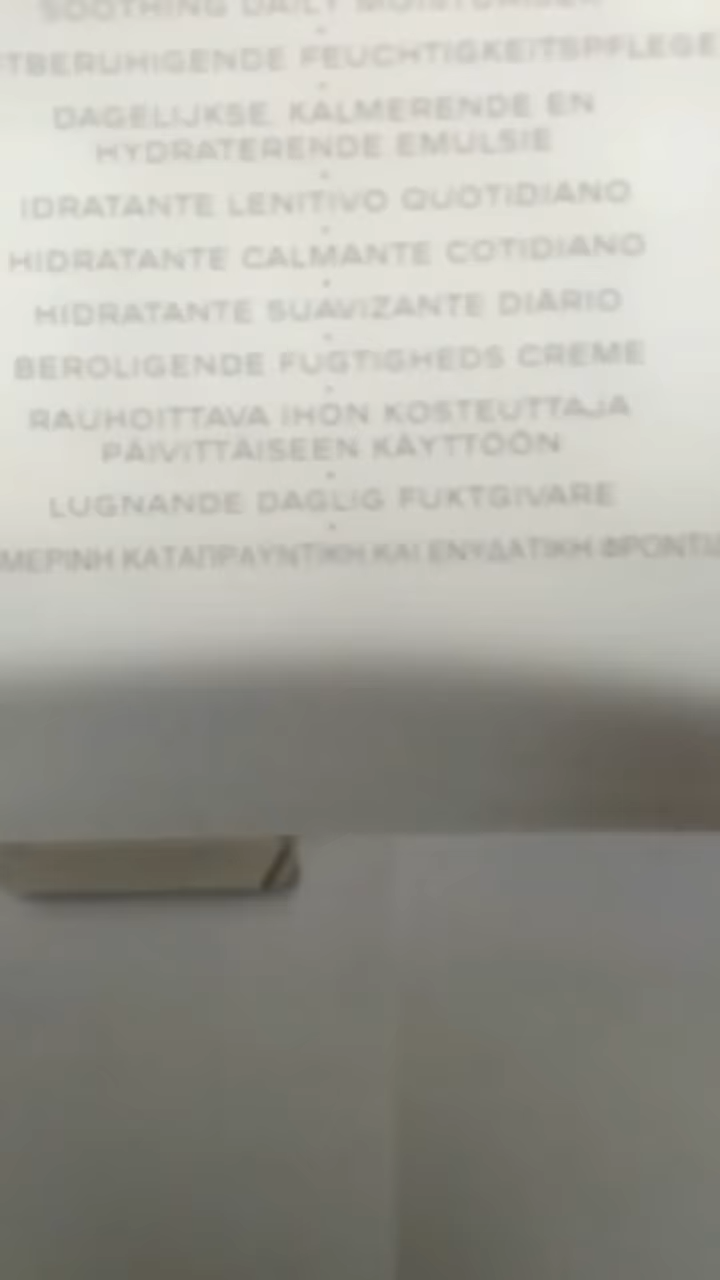 SOOTHING DAILY MOISTURISER
FEUCHTIGKEITSPFLEGE
DAGELIJKSE, KALMERENDE EN
HYDRATERENDE EMULSIE
IDRATANTE LENITIVO QUOTIDIANO
HIDRATANTE CALMANTE COTIDIANO
HIDRATANTE SUAVIZANTE DIÁRIO
BEROLIGENDE FUGTIGHEDS CREME
RAUHOITTAVA IHON KOSTEUTTAJA
PÄIVITTÄISEEN KÄYTTÖÖN
LUGNANDE DAGLIG FUKTGIVARE
ΚΑΤΑΠΡΑΥΝΤΙΚΗ ΚΑΙ ΕΝΥΔΑΤΙΚΗ